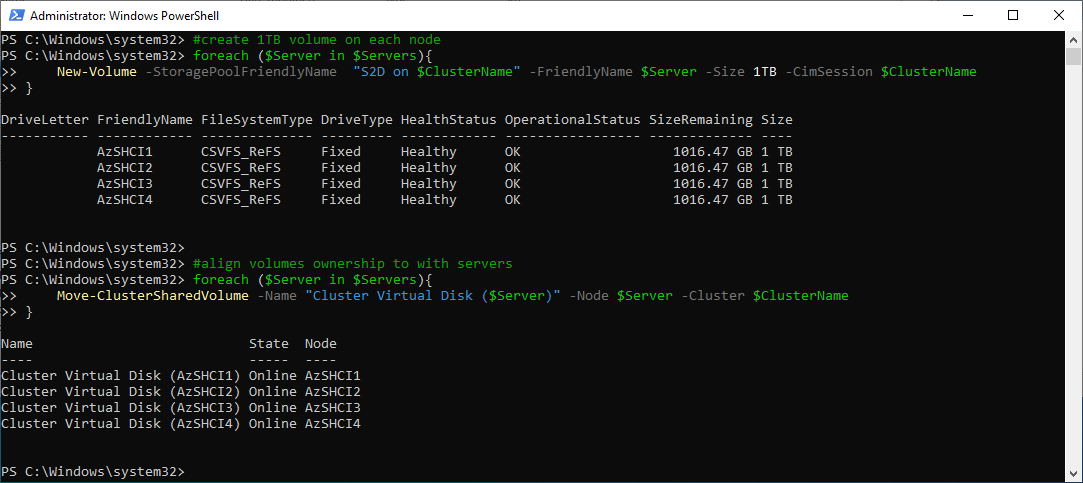 Administrator: Windows PowerShell
PS C:\Windows\system32> #create 1TB volume on each node
PS C:\Windows\system32> foreach ($Server in $Servers){
>>     New-Volume -StoragePoolFriendlyName  "S2D on $ClusterName" -FriendlyName $Server -Size 1TB -CimSession $ClusterName
>> }
DriveLetter FriendlyName FileSystemType DriveType HealthStatus OperationalStatus SizeRemaining Size
----------- ------------ -------------- --------- ------------ ----------------- ------------- ----
            AzSHCI1      CSVFS_ReFS     Fixed     Healthy      OK                   1016.47 GB 1 TB
            AzSHCI2      CSVFS_ReFS     Fixed     Healthy      OK                   1016.47 GB 1 TB
            AzSHCI3      CSVFS_ReFS     Fixed     Healthy      OK                   1016.47 GB 1 TB
            AzSHCI4      CSVFS_ReFS     Fixed     Healthy      OK                   1016.47 GB 1 TB
PS C:\Windows\system32>
PS C:\Windows\system32> #align volumes ownership to with servers
PS C:\Windows\system32> foreach ($Server in $Servers){
>>     Move-ClusterSharedVolume -Name "Cluster Virtual Disk ($Server)" -Node $Server -Cluster $ClusterName
>> }
Name                           State  Node
----                           -----  ----
Cluster Virtual Disk (AzSHCI1) Online AzSHCI1
Cluster Virtual Disk (AzSHCI2) Online AzSHCI2
Cluster Virtual Disk (AzSHCI3) Online AzSHCI3
Cluster Virtual Disk (AzSHCI4) Online AzSHCI4
PS C:\Windows\system32>